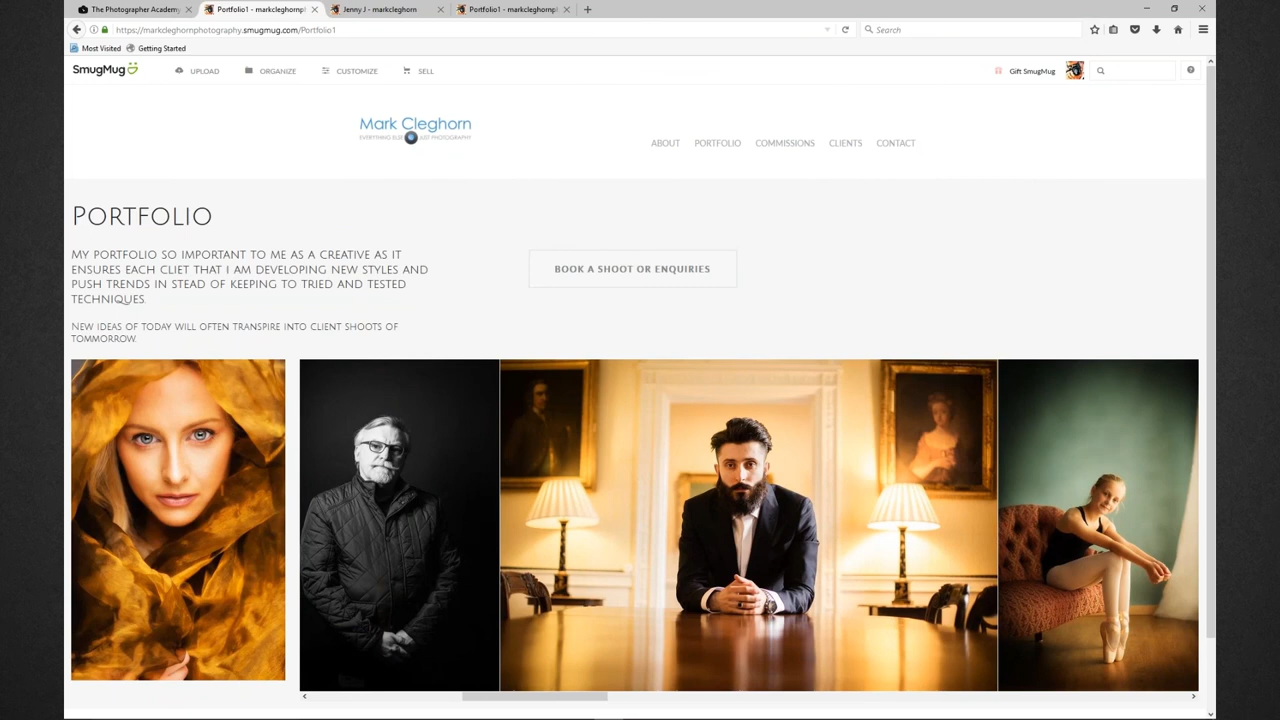 The Photographer Academy
Portfolio1 - markcleghornp
Jenny J - markcleghorn
Portfolio1 - markcleghornp
https://markcleghornphotography.smugmug.com/Portfolio1
Search
Most Visited
Getting Started
SmugMug
UPLOAD
ORGANIZE
CUSTOMIZE
SELL
Gift SmugMug
Mark Cleghorn
EVERYTHING ELSE JUST PHOTOGRAPHY
ABOUT
PORTFOLIO
COMMISSIONS
CLIENTS
CONTACT
PORTFOLIO
MY PORTFOLIO SO IMPORTANT TO ME AS A CREATIVE AS IT
ENSURES EACH CLIET THAT I AM DEVELOPING NEW STYLES AND
PUSH TRENDS IN STEAD OF KEEPING TO TRIED AND TESTED
TECHNIQUES.
BOOK A SHOOT OR ENQUIRIES
NEW IDEAS OF TODAY WILL OFTEN TRANSPIRE INTO CLIENT SHOOTS OF
TOMMORROW.